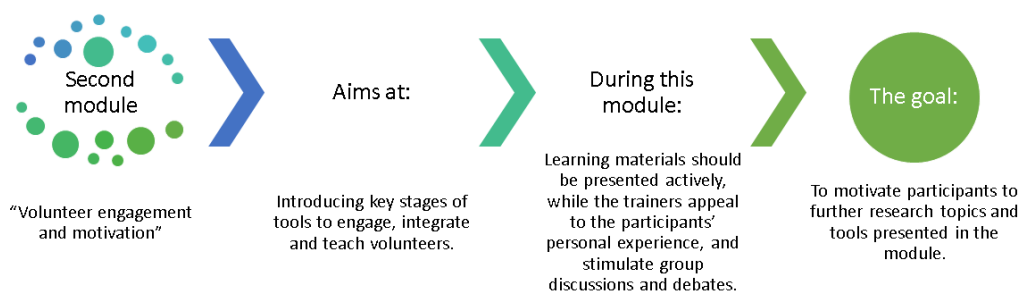 Second
module
"Volunteer engagement
and motivation"
Aims at:
Introducing key stages of
tools to engage, integrate
and teach volunteers.
During this
module:
Learning materials should
be presented actively,
while the trainers appeal
to the participants'
personal experience, and
stimulate group
discussions and debates.
The goal:
To motivate participants to
further research topics and
tools presented in the
module.